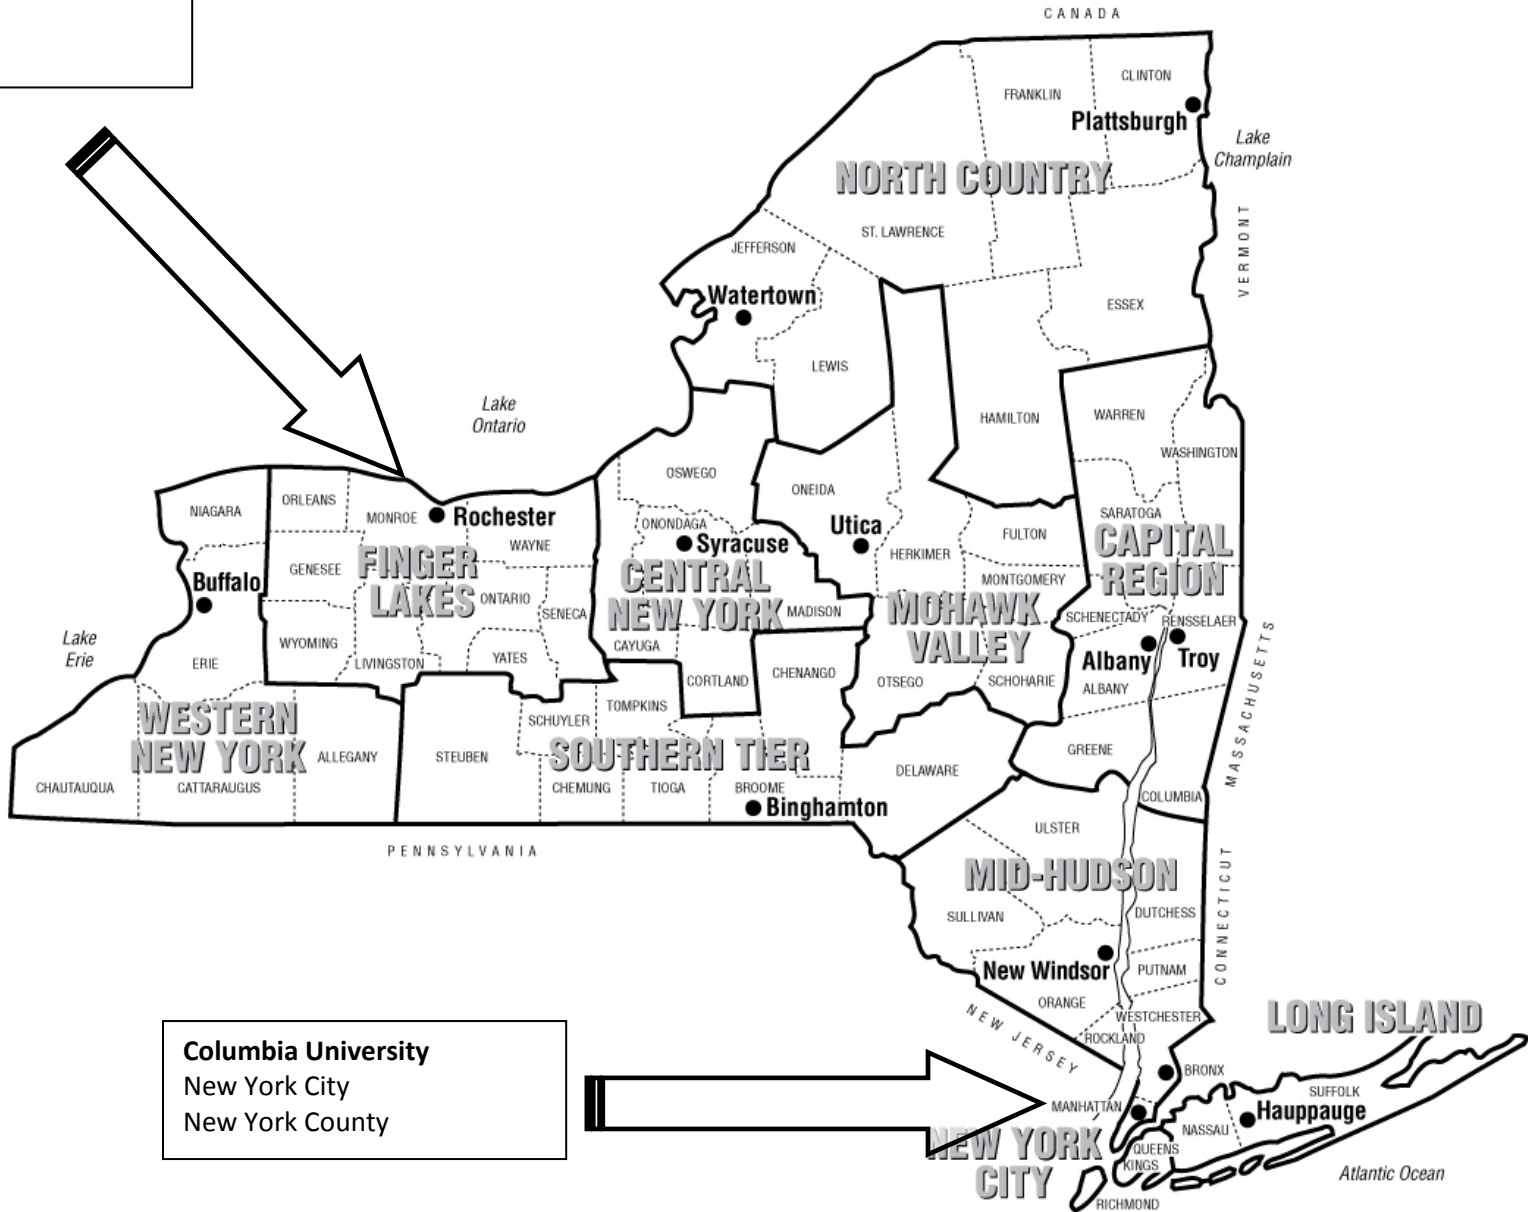 CANADA
CLINTON
FRANKLIN
Plattsburgh
Lake
Champlain
NORTH COUNTRY
VERMONT
ST. LAWRENCE
JEFFERSON
Watertown
ESSEX
LEWIS
HAMILTON
WARREN
WASHINGTON
Lake
Ontario
OSWEGO
ONEIDA
Utica
HERKIMER
FULTON
MONTGOMERY
SARATOGA
CAPITAL
REGION
NIAGARA
ORLEANS
MONROE
Rochester
WAYNE
GENESEE
FINGER
LAKES
ONTARIO
SENECA
ONONDAGA
Syracuse
CENTRAL
NEW YORK
MADISON
CAYUGA
MOHAWK
VALLEY
SCHENECTADY
RENSSELAER
Albany
Troy
ALBANY
Buffalo
Lake
Erie
ERIE
WYOMING
LIVINGSTON
YATES
CORTLAND
CHENANGO
OTSEGO
SCHOHARIE
MASSACHUSETTS
WESTERN
NEW YORK
ALLEGANY
CHAUTAUQUA
CATTARAUGUS
STEUBEN
SCHUYLER
TOMPKINS
SOUTHERN TIER
CHEMUNG
TIOGA
BROOME
Binghamton
DELAWARE
GREENE
COLUMBIA
PENNSYLVANIA
ULSTER
MID-HUDSON
SULLIVAN
DUTCHESS
CONNECTICUT
New Windsor
PUTNAM
ORANGE
WESTCHESTER
ROCKLAND
NEW JERSEY
LONG ISLAND
Columbia University
New York City
New York County
BRONX
MANHATTAN
SUFFOLK
Hauppauge
NASSAU
NEW YORK
CITY
QUEENS
KINGS
RICHMOND
Atlantic Ocean